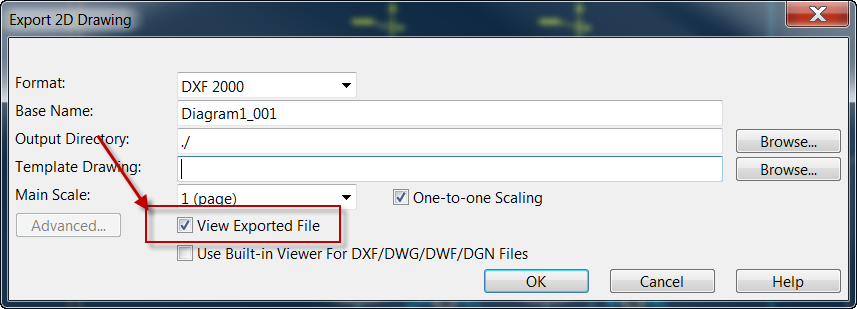 Export 2D Drawing
Format: DXF 2000
Base Name: Diagram1_001
Output Directory: ./ Browse...
Template Drawing: Browse...
Main Scale: 1 (page) One-to-one Scaling
Advanced... View Exported File
Use Built-in Viewer For DXF/DWG/DWF/DGN Files
OK Cancel Help